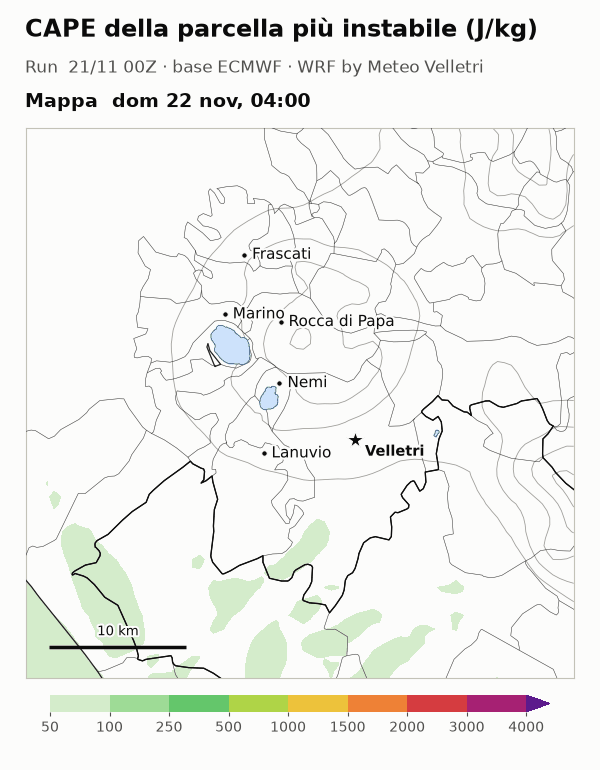 CAPE della parcella più instabile (J/kg)
Run  21/11 00Z · base ECMWF · WRF by Meteo Velletri
Mappa  dom 22 nov, 04:00
Frascati
Marino
Rocca di Papa
Nemi
Velletri
Lanuvio
10 km
50 100 250 500 1000 1500 2000 3000 4000